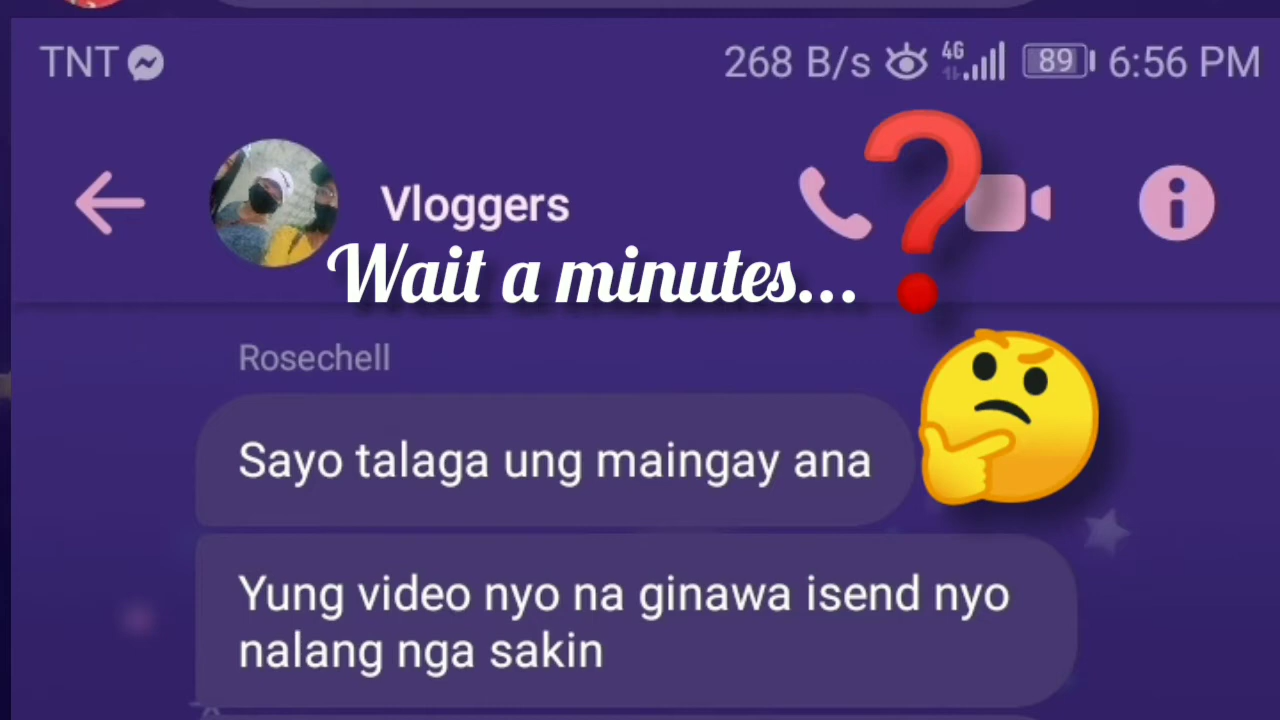 TNT 268 B/s 4G 89 6:56 PM
Vloggers
Wait a minutes...
Rosechell
Sayo talaga ung maingay ana
Yung video nyo na ginawa isend nyo
nalang nga sakin